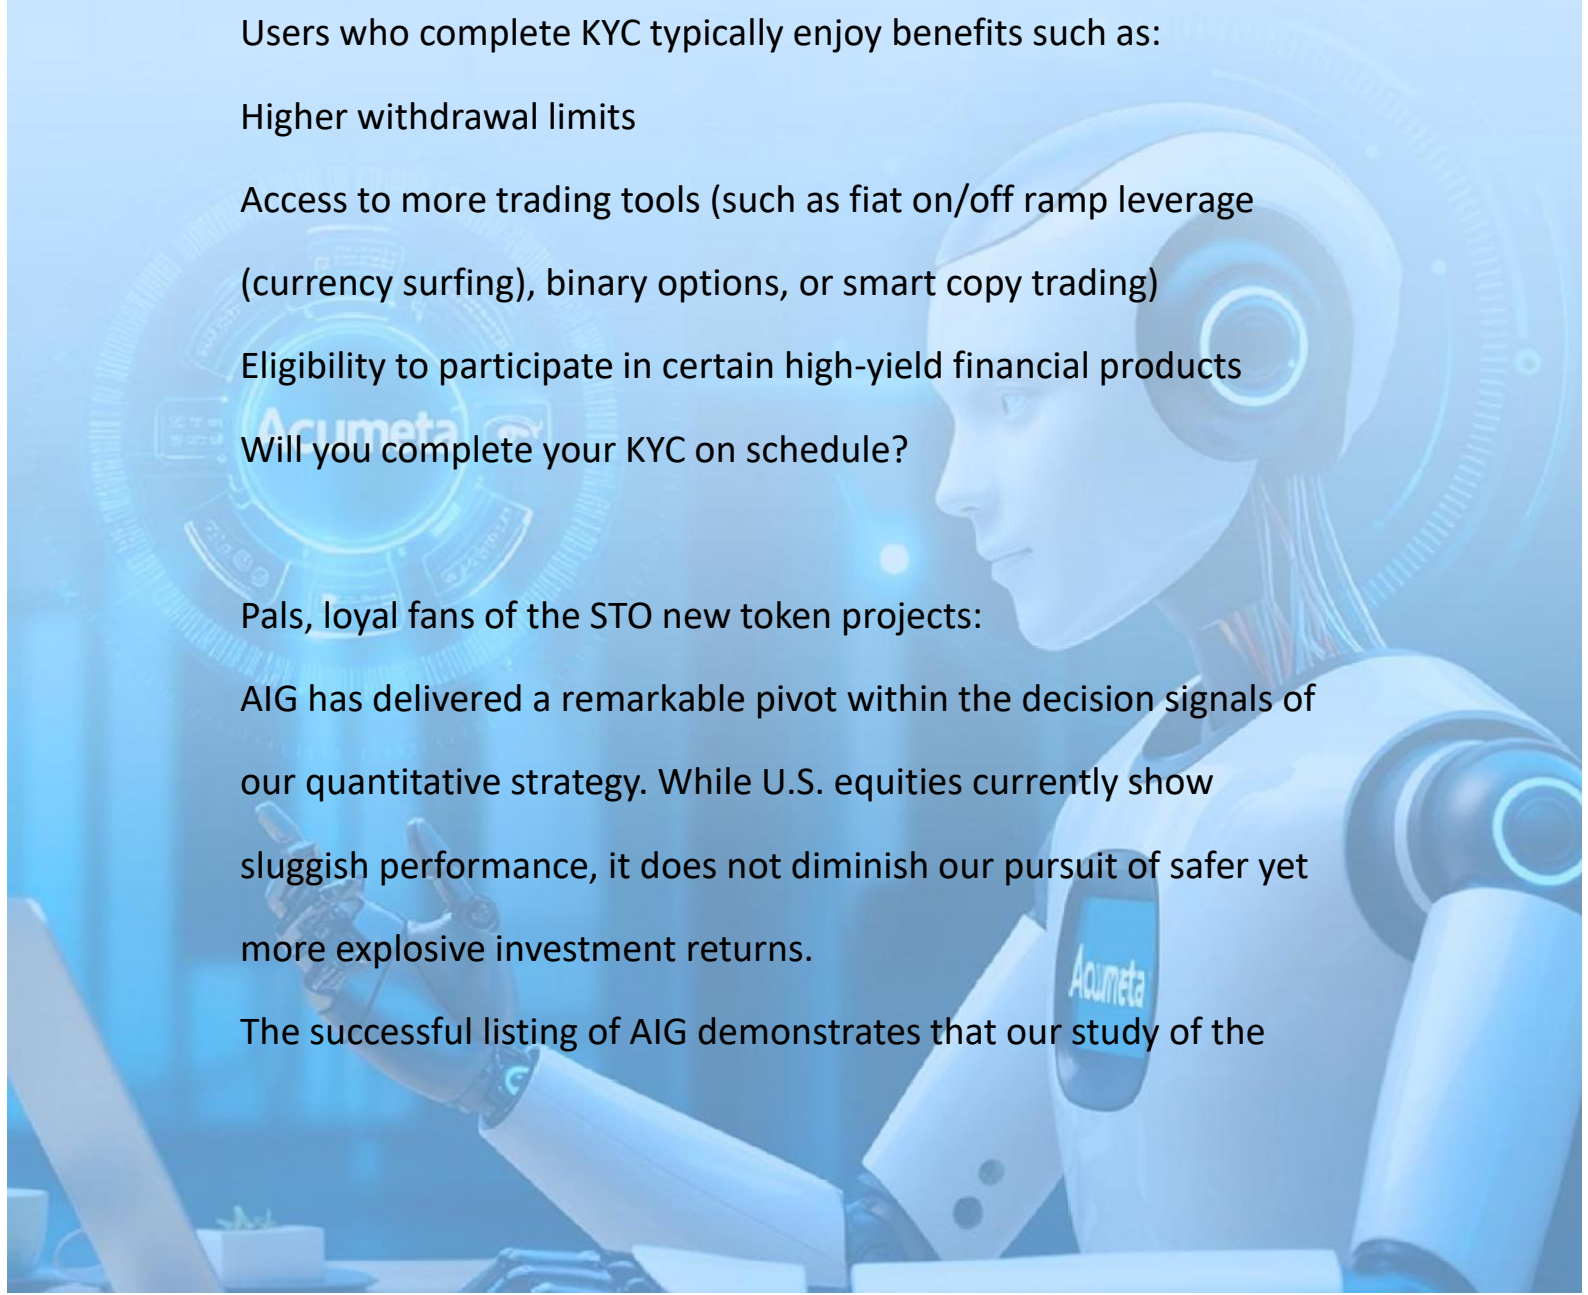 Users who complete KYC typically enjoy benefits such as:
Higher withdrawal limits
Access to more trading tools (such as fiat on/off ramp leverage
(currency surfing), binary options, or smart copy trading)
Eligibility to participate in certain high-yield financial products
Acumeta
Will you complete your KYC on schedule?
Pals, loyal fans of the STO new token projects:
AIG has delivered a remarkable pivot within the decision signals of
our quantitative strategy. While U.S. equities currently show
sluggish performance, it does not diminish our pursuit of safer yet
more explosive investment returns.
Acumeta
The successful listing of AIG demonstrates that our study of the